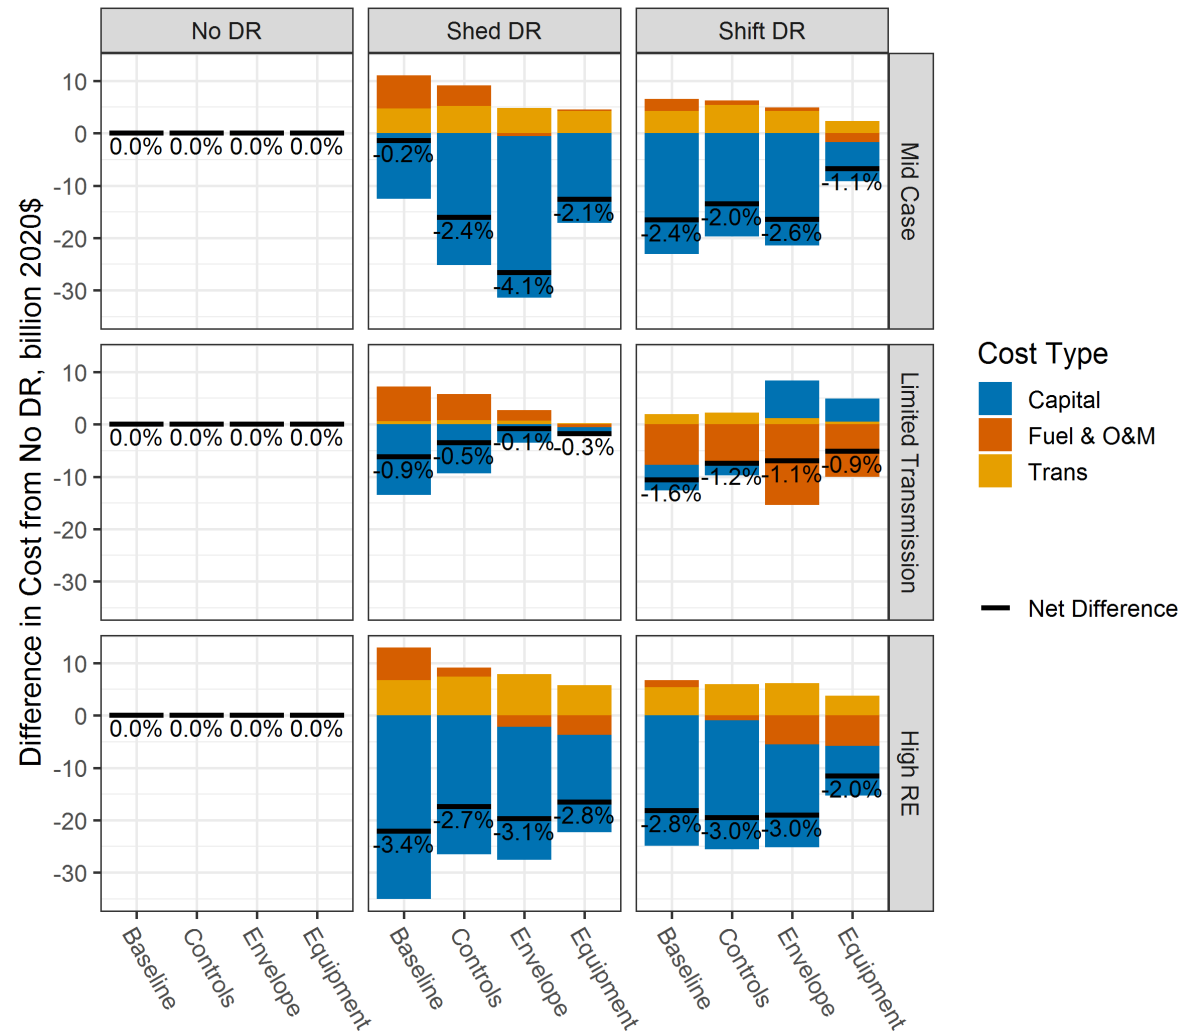 No DR
Shed DR
Shift DR
Difference in Cost from No DR, billion 2020$
10
0
-10
-20
-30
0.0% 0.0% 0.0% 0.0%
-0.2%
-2.4%
-4.1%
-2.1%
-2.4%
-2.0%
-2.6%
-1.1%
Mid Case
10
0
-10
-20
-30
0.0% 0.0% 0.0% 0.0%
-0.9%
-0.5%
-0.1%
-0.3%
-1.6%
-1.2%
-1.1%
-0.9%
Limited Transmission
10
0
-10
-20
-30
0.0% 0.0% 0.0% 0.0%
-3.4%
-2.7%
-3.1%
-2.8%
-2.8%
-3.0%
-3.0%
-2.0%
High RE
Baseline
Controls
Envelope
Equipment
Baseline
Controls
Envelope
Equipment
Baseline
Controls
Envelope
Equipment
Cost Type
Capital
Fuel & O&M
Trans
Net Difference